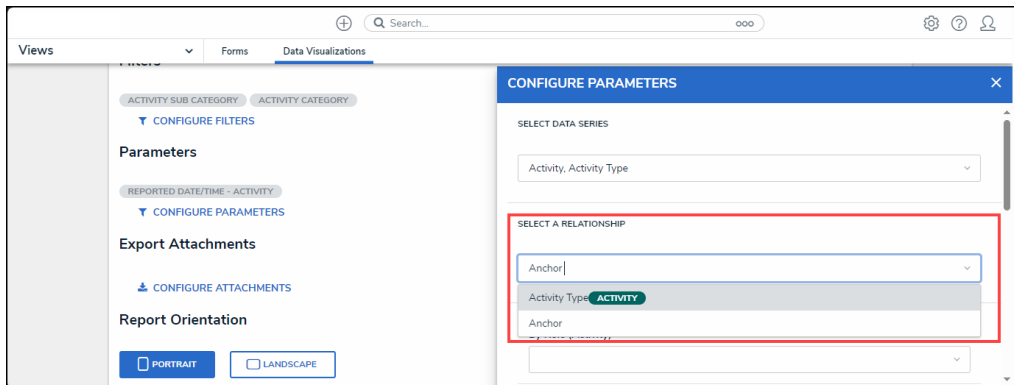 Search...
Views
Forms
Data Visualizations
Filters
ACTIVITY SUB CATEGORY
ACTIVITY CATEGORY
CONFIGURE FILTERS
Parameters
REPORTED DATE/TIME - ACTIVITY
CONFIGURE PARAMETERS
Export Attachments
CONFIGURE ATTACHMENTS
Report Orientation
PORTRAIT
LANDSCAPE
CONFIGURE PARAMETERS
SELECT DATA SERIES
Activity, Activity Type
SELECT A RELATIONSHIP
Anchor
Activity Type ACTIVITY
Anchor